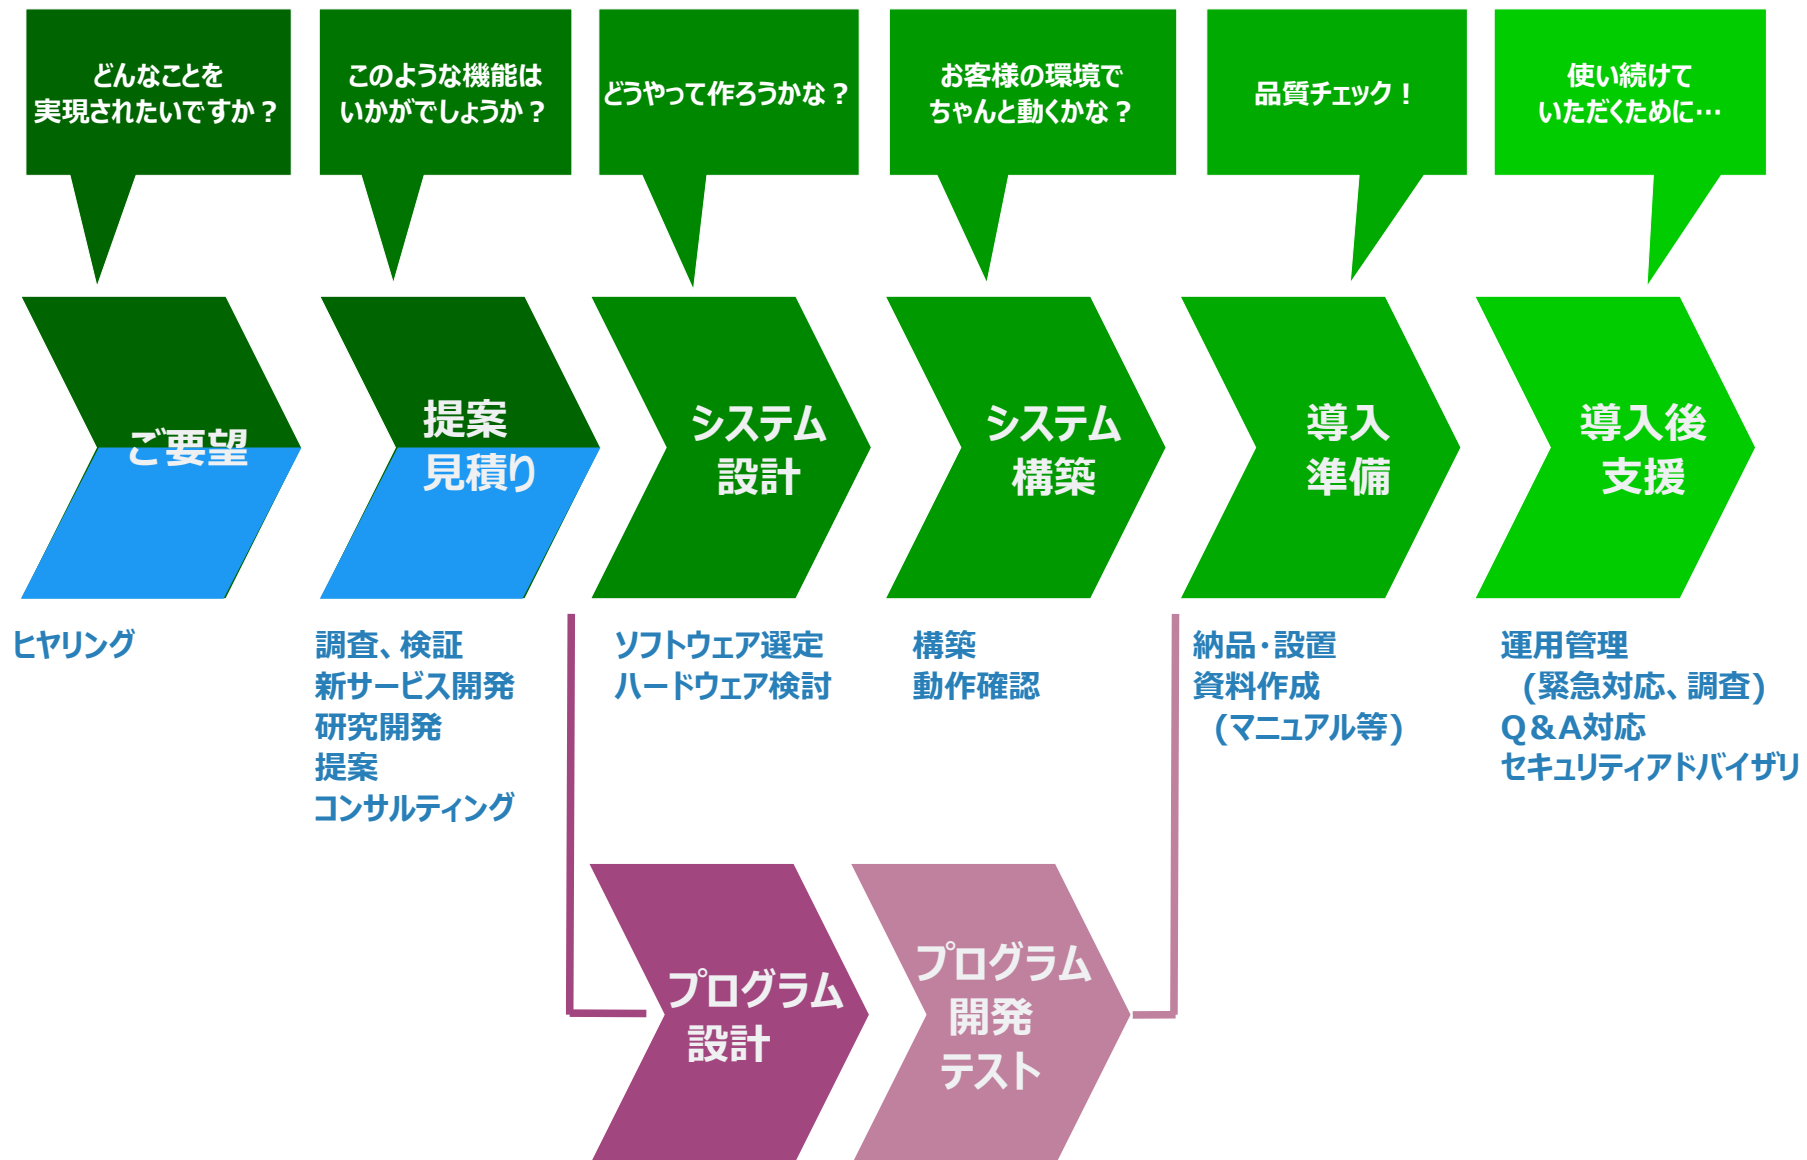 どんなことを
実現されたいですか？
このような機能は
いかがでしょうか？
どうやって作ろうかな？
お客様の環境で
ちゃんと動くかな？
品質チェック！
使い続けて
いただくために…
ご要望
提案
見積り
システム
設計
システム
構築
導入
準備
導入後
支援
ヒヤリング
調査、検証
新サービス開発
研究開発
提案
コンサルティング
ソフトウェア選定
ハードウェア検討
構築
動作確認
納品・設置
資料作成
(マニュアル等)
運用管理
(緊急対応、調査)
Q&A対応
セキュリティアドバイザリ
プログラム
設計
プログラム
開発
テスト